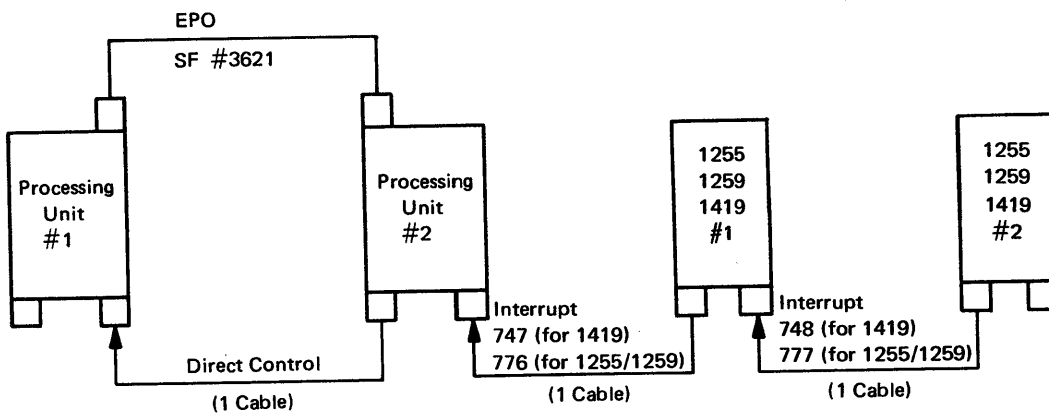 EPO
SF #3621
Processing
Unit
#1
Processing
Unit
#2
1255
1259
1419
#1
1255
1259
1419
#2
Interrupt
747 (for 1419)
776 (for 1255/1259)
(1 Cable)
Interrupt
748 (for 1419)
777 (for 1255/1259)
(1 Cable)
Direct Control
(1 Cable)